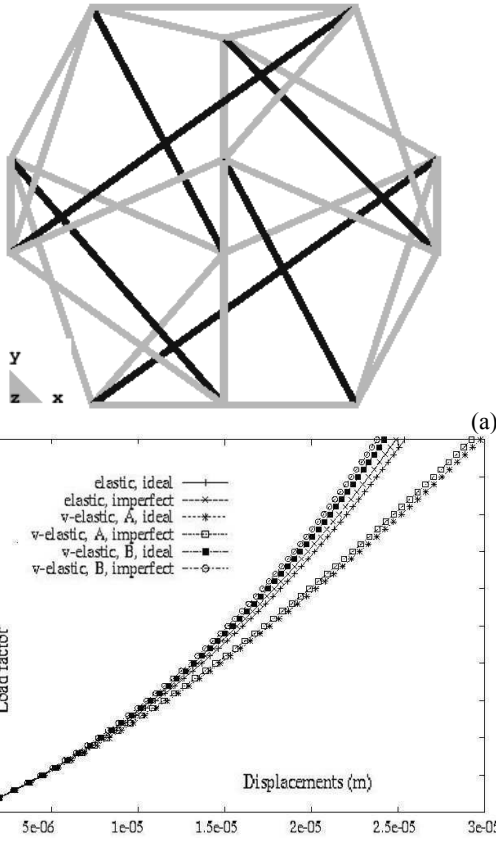 y
z x
(a)
elastic, ideal
elastic, imperfect
v-elastic, A, ideal
v-elastic, A, imperfect
v-elastic, B, ideal
v-elastic, B, imperfect
Load factor
Displacements (m)
5e-06 1e-05 1.5e-05 2e-05 2.5e-05 3e-05